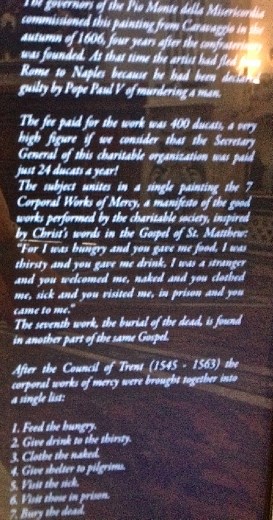 The governors of the Pio Monte della Misericordia
commissioned this painting from Caravaggio in the
autumn of 1606, four years after the confraternity
was founded. At that time the artist had fled
Rome to Naples because he had been declared
guilty by Pope Paul V of murdering a man.
The fee paid for the work was 400 ducats, a very
high figure if we consider that the Secretary
General of this charitable organization was paid
just 24 ducats a year!
The subject unites in a single painting the 7
Corporal Works of Mercy, a manifesto of the good
works performed by the charitable society, inspired
by Christ's words in the Gospel of St. Matthew:
"For I was hungry and you gave me food, I was
thirsty and you gave me drink, I was a stranger
and you welcomed me, naked and you clothed
me, sick and you visited me, in prison and you
came to me."
The seventh work, the burial of the dead, is found
in another part of the same Gospel.
After the Council of Trent (1545 - 1563) the
corporal works of mercy were brought together into
a single list:
1. Feed the hungry.
2. Give drink to the thirsty.
3. Clothe the naked.
4. Give shelter to pilgrims.
5. Visit the sick.
6. Visit those in prison.
7. Bury the dead.